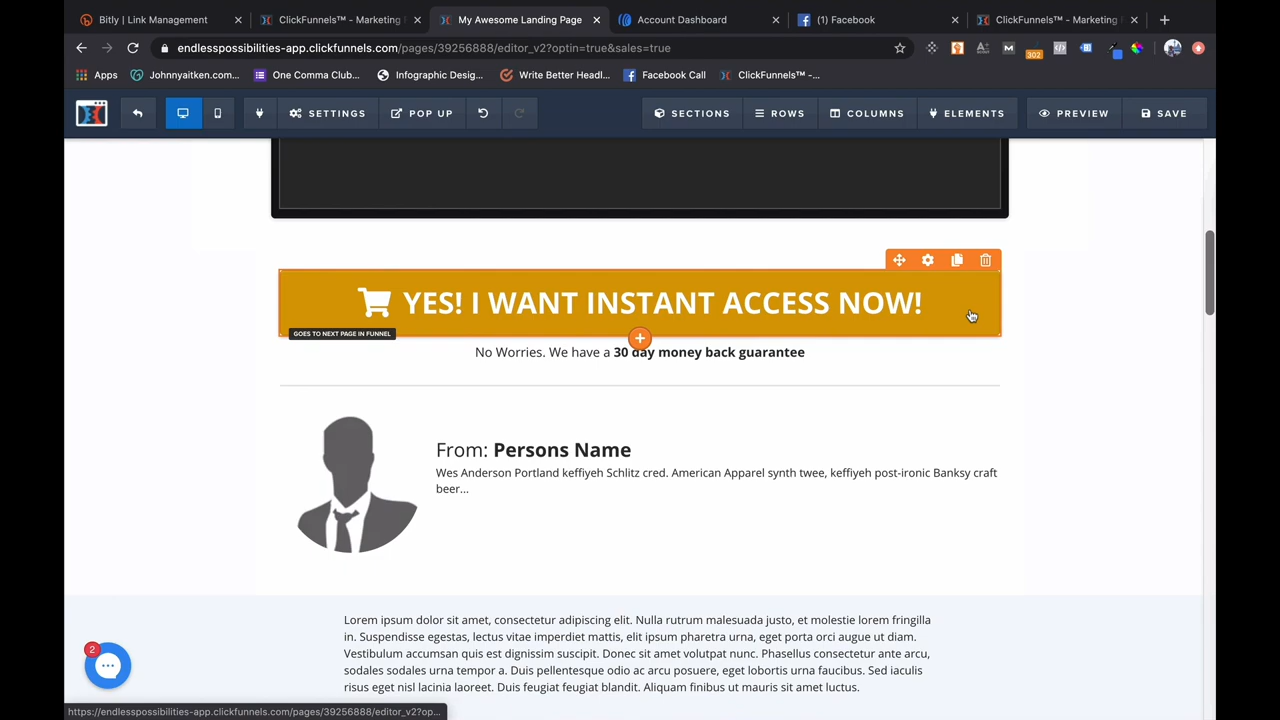 Bitly | Link Management
ClickFunnels™ - Marketing
My Awesome Landing Page
Account Dashboard
(1) Facebook
ClickFunnels™ - Marketing
endlesspossibilities-app.clickfunnels.com/pages/39256888/editor_v2?optin=true&sales=true
302
Apps
Johnnyaitken.com...
One Comma Club...
Infographic Desig...
Write Better Headl...
Facebook Call
ClickFunnels™ -...
SETTINGS
POP UP
SECTIONS
ROWS
COLUMNS
ELEMENTS
PREVIEW
SAVE
YES! I WANT INSTANT ACCESS NOW!
GOES TO NEXT PAGE IN FUNNEL
No Worries. We have a 30 day money back guarantee
From: Persons Name
Wes Anderson Portland keffiyeh Schlitz cred. American Apparel synth twee, keffiyeh post-ironic Banksy craft
beer...
Lorem ipsum dolor sit amet, consectetur adipiscing elit. Nulla rutrum malesuada justo, et molestie lorem fringilla
in. Suspendisse egestas, lectus vitae imperdiet mattis, elit ipsum pharetra urna, eget porta orci augue ut diam.
Vestibulum accumsan quis est dignissim suscipit. Donec sit amet volutpat nunc. Phasellus consectetur ante arcu,
sodales sodales urna tempor a. Duis pellentesque odio ac arcu posuere, eget lobortis urna faucibus. Sed iaculis
risus eget nisl lacinia laoreet. Duis feugiat feugiat blandit. Aliquam finibus ut mauris sit amet luctus.
2
https://endlesspossibilities-app.clickfunnels.com/pages/39256888/editor_v2?op...